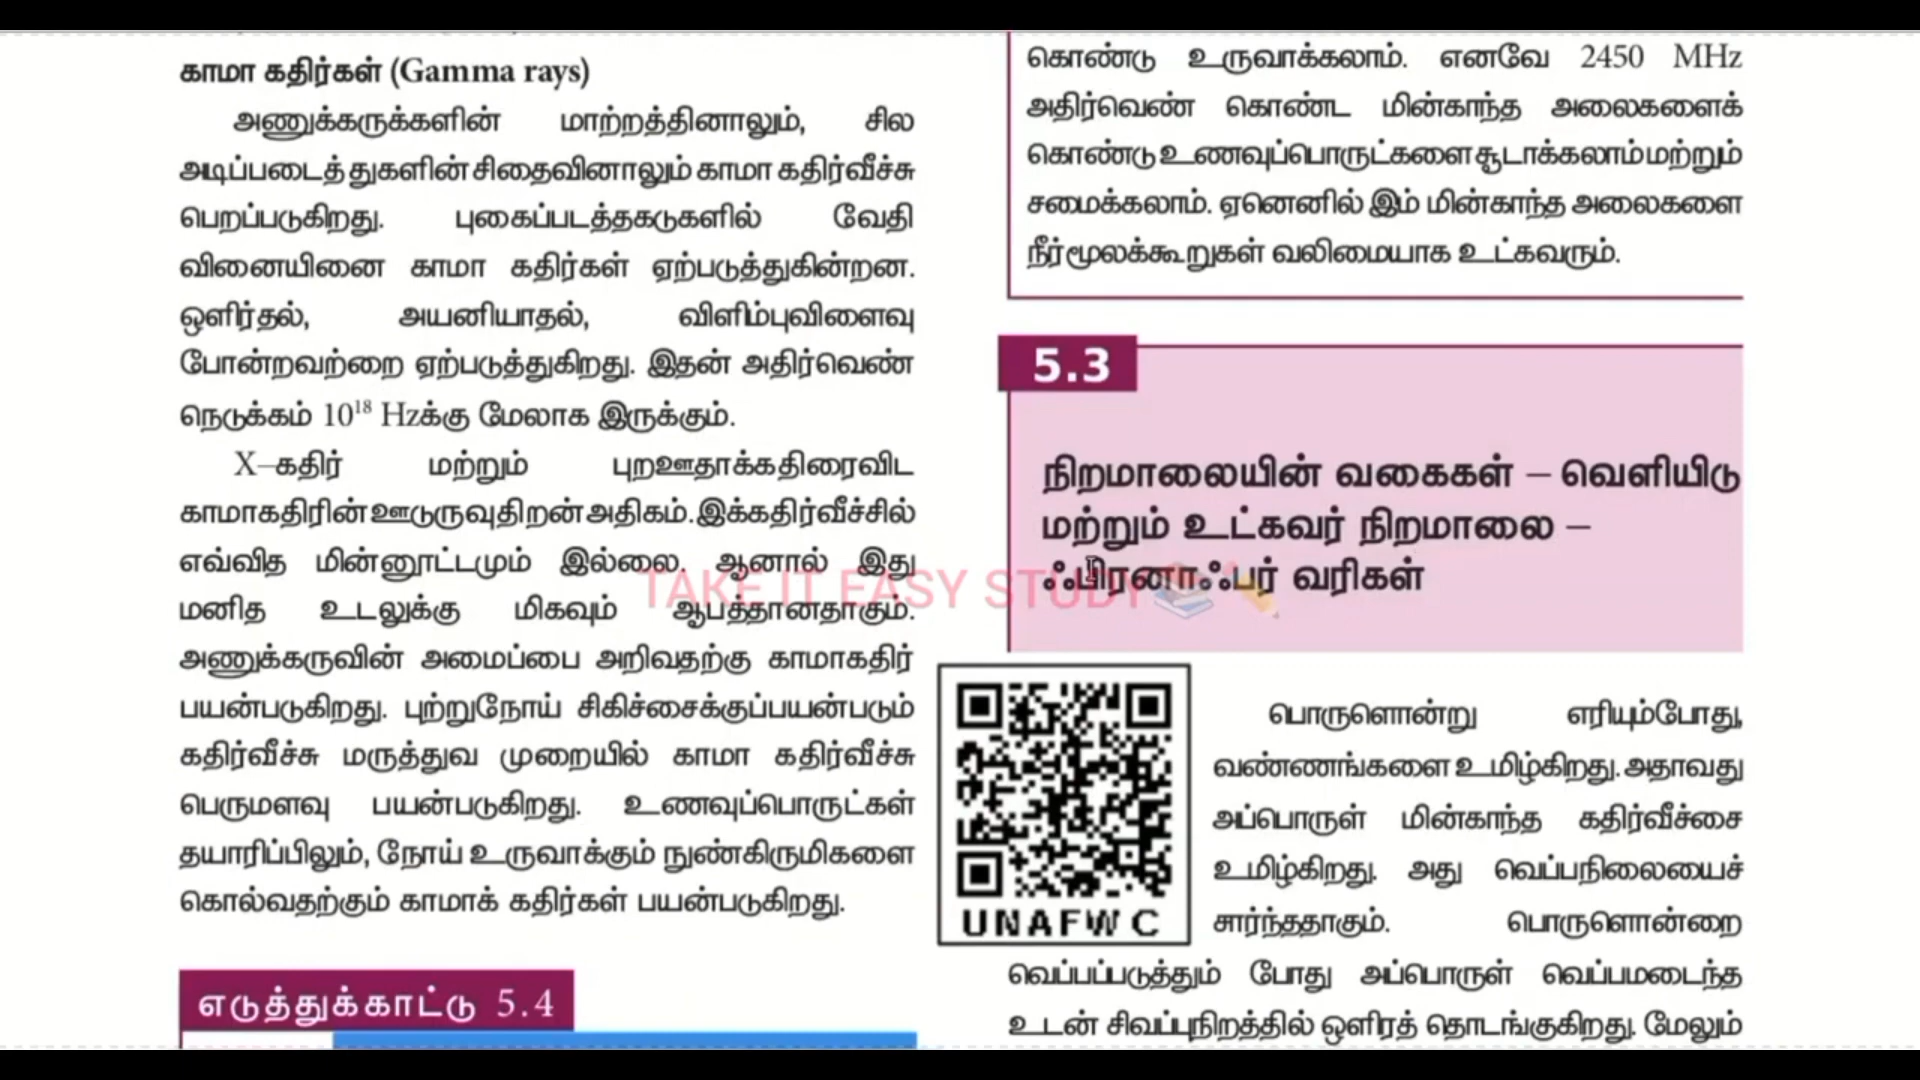 காமா கதிர்கள் (Gamma rays)
அணுக்கருக்களின் மாற்றத்தினாலும், சில
அடிப்படைத் துகளின் சிதைவினாலும் காமா கதிர்வீச்சு
பெறப்படுகிறது. புகைப்படத்தகடுகளில் வேதி
வினையினை காமா கதிர்கள் ஏற்படுத்துகின்றன.
ஒளிர்தல், அயனியாதல், விளிம்புவிளைவு
போன்றவற்றை ஏற்படுத்துகிறது. இதன் அதிர்வெண்
நெடுக்கம் 10¹⁸ Hzக்கு மேலாக இருக்கும்.
X–கதிர் மற்றும் புறஊதாக்கதிரைவிட
காமாகதிரின் ஊடுருவுதிறன் அதிகம். இக்கதிர்வீச்சில்
எவ்வித மின்னூட்டமும் இல்லை. ஆனால் இது
மனித உடலுக்கு மிகவும் ஆபத்தானதாகும்.
அணுக்கருவின் அமைப்பை அறிவதற்கு காமாகதிர்
பயன்படுகிறது. புற்றுநோய் சிகிச்சைக்குப்பயன்படும்
கதிர்வீச்சு மருத்துவ முறையில் காமா கதிர்வீச்சு
பெருமளவு பயன்படுகிறது. உணவுப்பொருட்கள்
தயாரிப்பிலும், நோய் உருவாக்கும் நுண்கிருமிகளை
கொல்வதற்கும் காமாக் கதிர்கள் பயன்படுகிறது.
எடுத்துக்காட்டு 5.4
கொண்டு உருவாக்கலாம். எனவே 2450 MHz
அதிர்வெண் கொண்ட மின்காந்த அலைகளைக்
கொண்டு உணவுப்பொருட்களை சூடாக்கலாம் மற்றும்
சமைக்கலாம். ஏனெனில் இம் மின்காந்த அலைகளை
நீர்மூலக்கூறுகள் வலிமையாக உட்கவரும்.
5.3
நிறமாலையின் வகைகள் – வெளியிடு
மற்றும் உட்கவர் நிறமாலை –
ஃபிரனாஃபர் வரிகள்
TAKE IT EASY STUDY
UNAFWC
பொருளொன்று எரியும்போது,
வண்ணங்களை உமிழ்கிறது. அதாவது
அப்பொருள் மின்காந்த கதிர்வீச்சை
உமிழ்கிறது. அது வெப்பநிலையைச்
சார்ந்ததாகும். பொருளொன்றை
வெப்பப்படுத்தும் போது அப்பொருள் வெப்பமடைந்த
உடன் சிவப்புநிறத்தில் ஒளிரத் தொடங்குகிறது. மேலும்